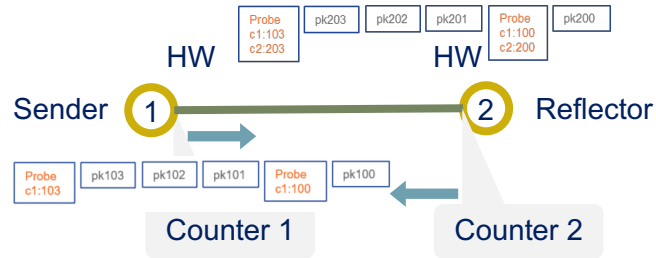 Probe
c1:103
c2:203
pk203
pk202
pk201
Probe
c1:100
c2:200
pk200
HW
HW
Sender
1
2
Reflector
Probe
c1:103
pk103
pk102
pk101
Probe
c1:100
pk100
Counter 1
Counter 2